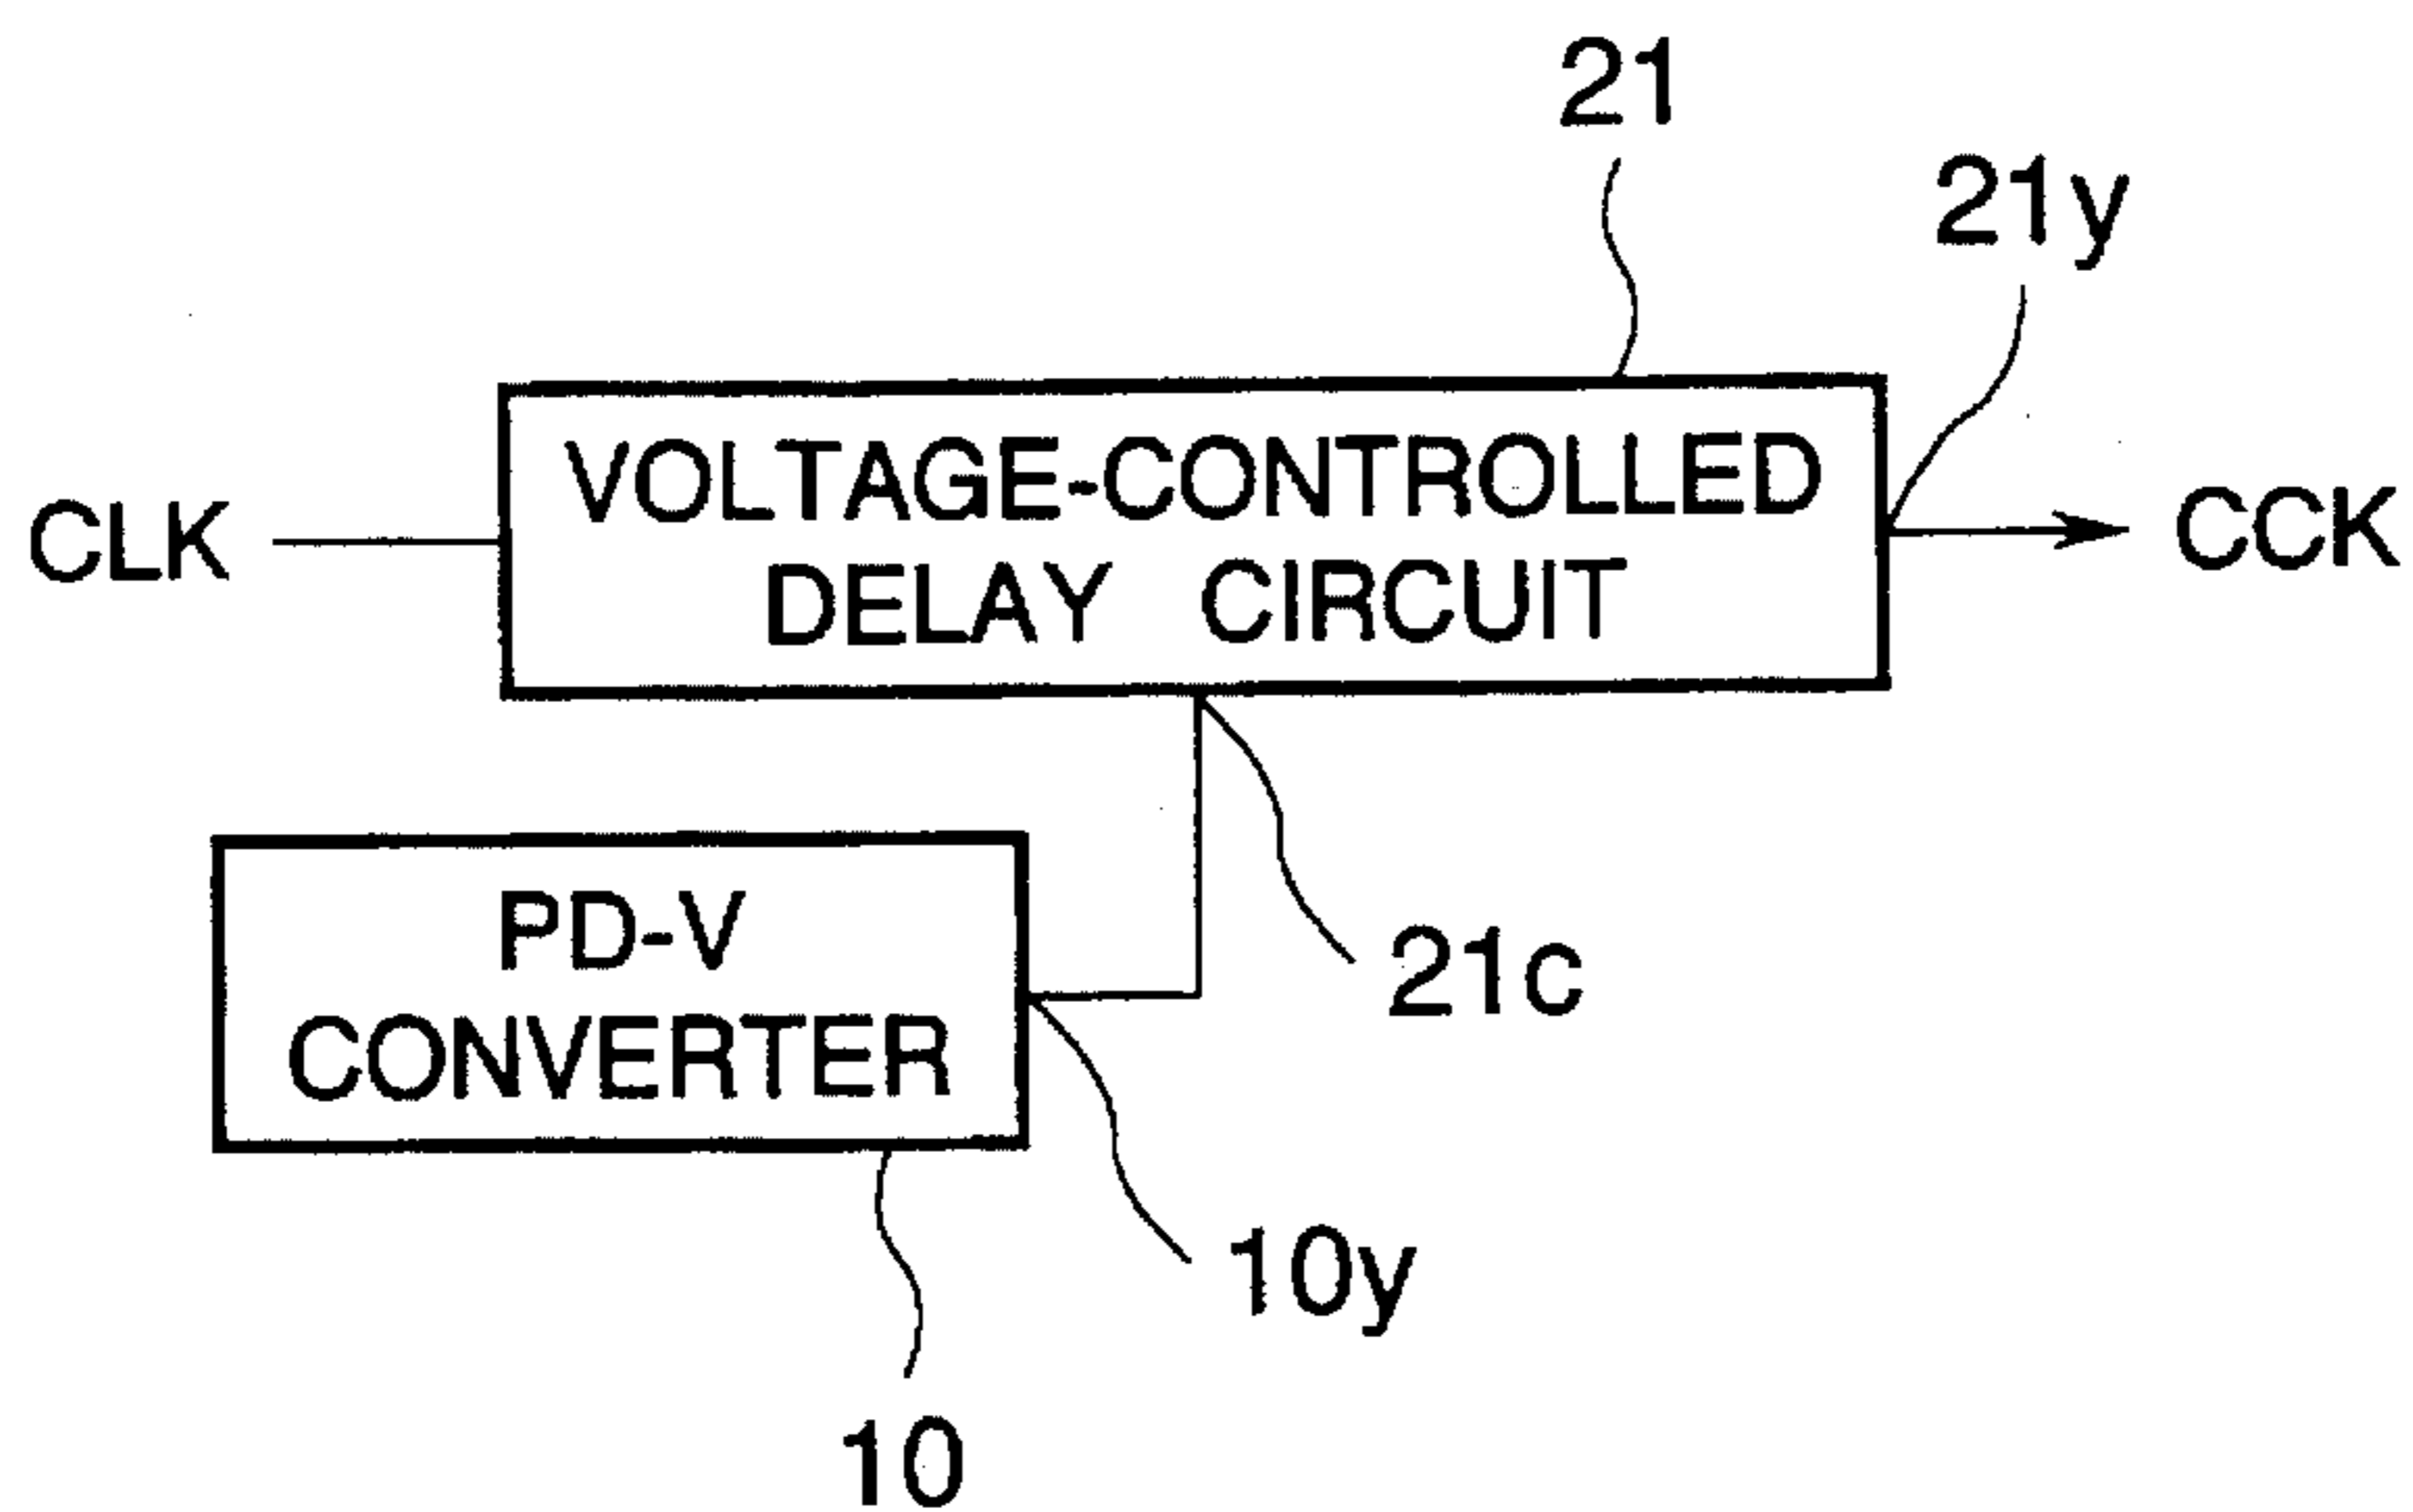 21
21y
CLK
VOLTAGE-CONTROLLED
DELAY CIRCUIT
CCK
PD-V
CONVERTER
21c
10y
10